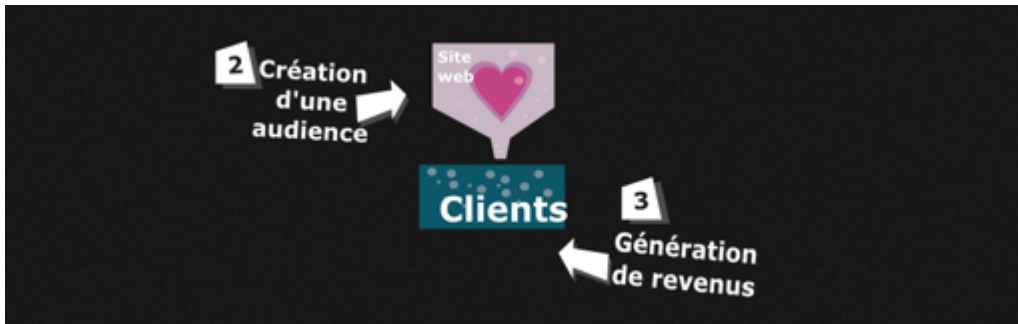 2
Création
d'une
audience
Site
web
Clients
3
Génération
de revenus